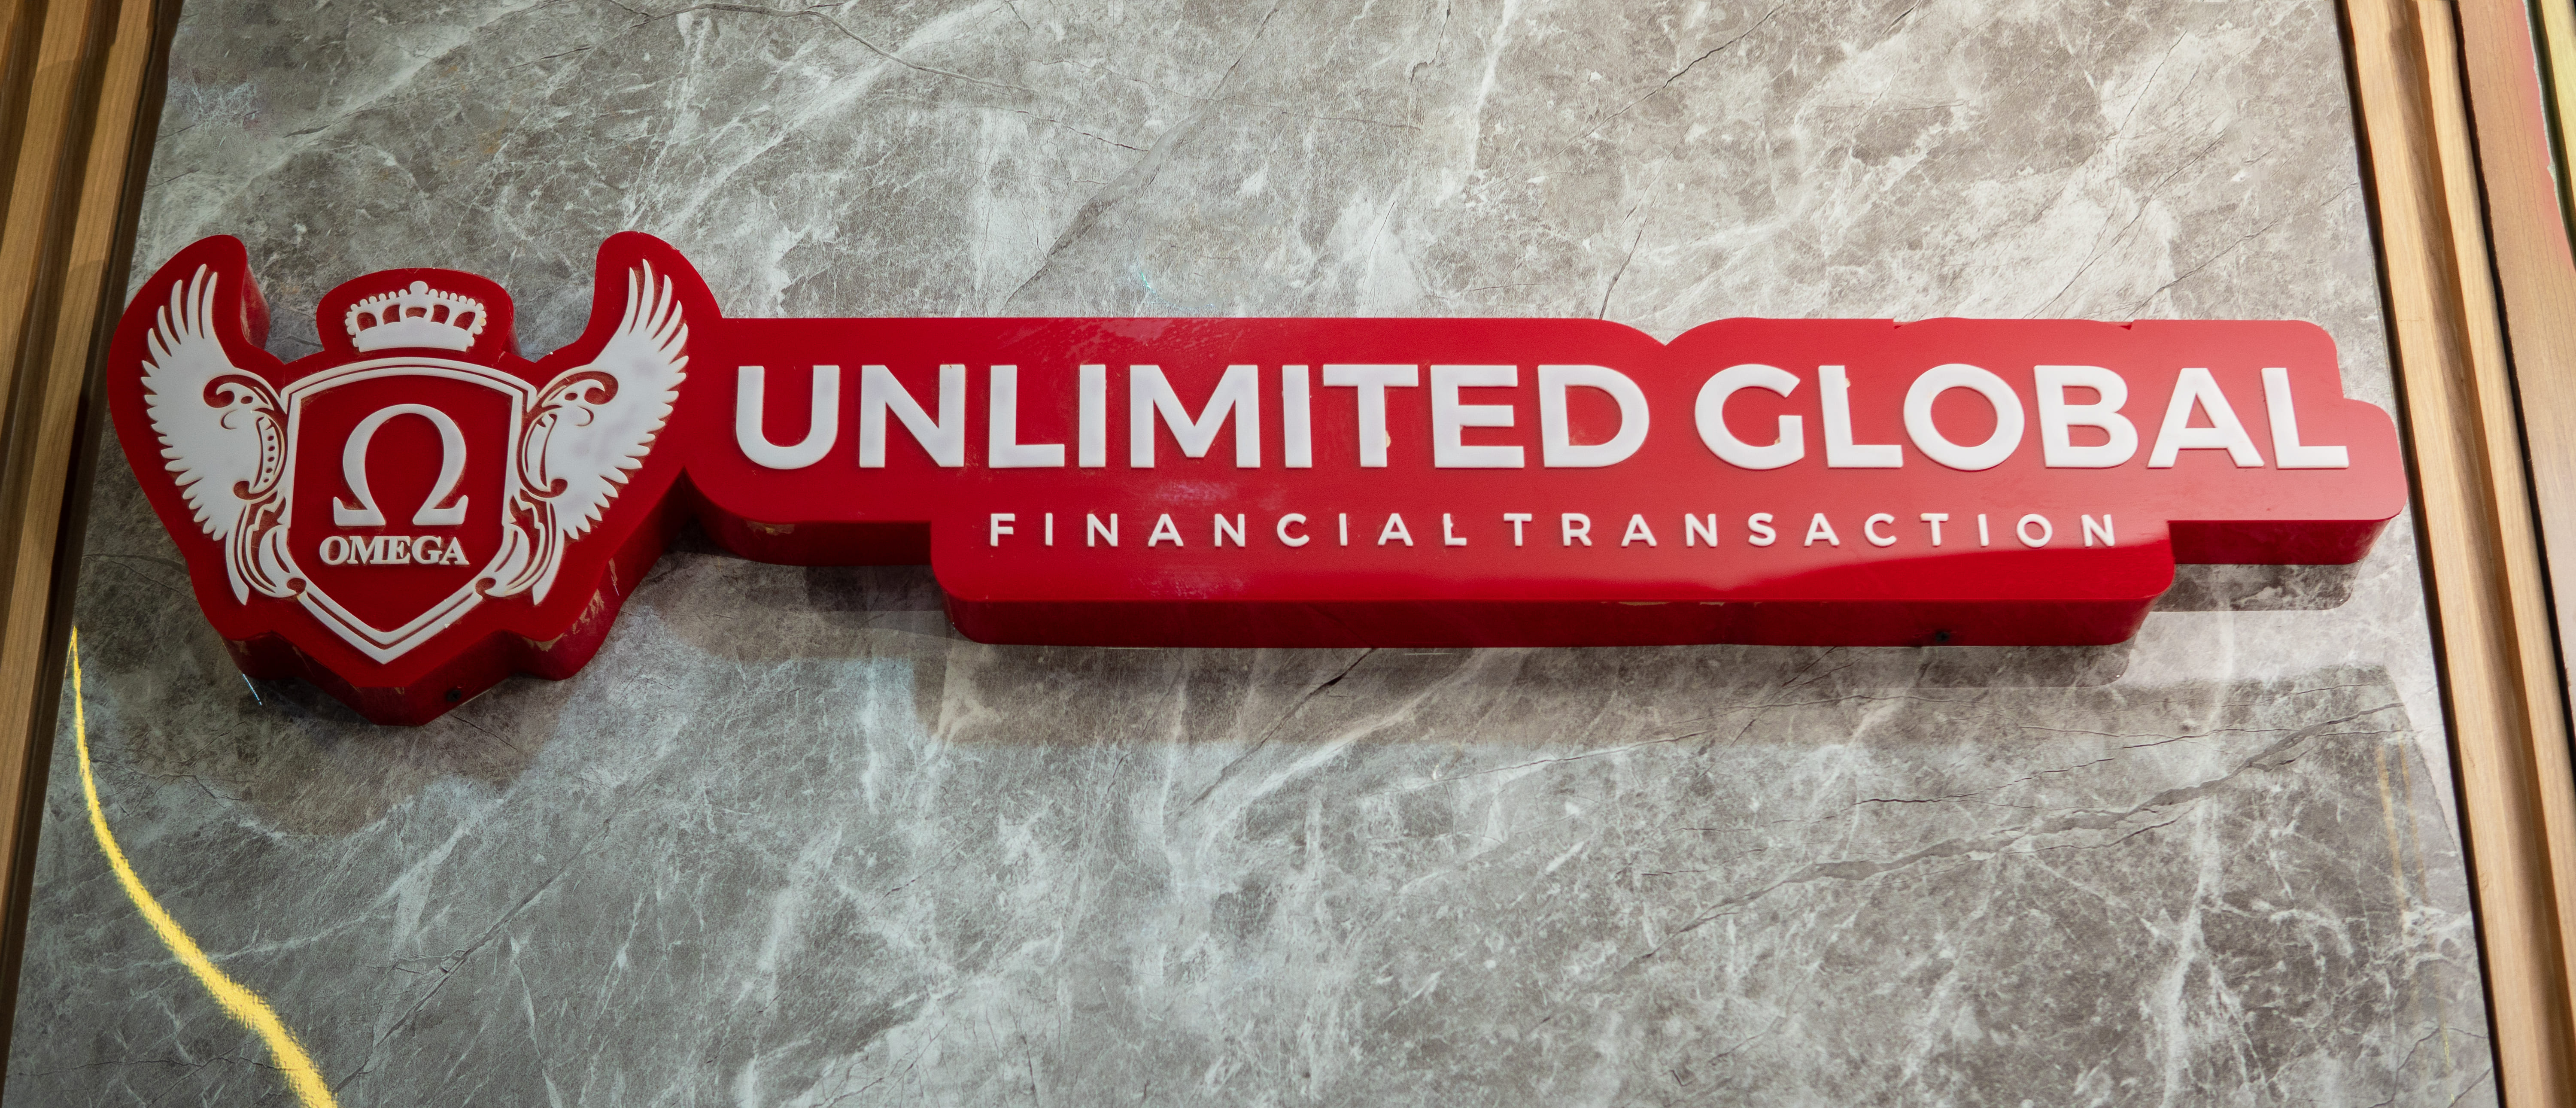 Ω
OMEGA
UNLIMITED GLOBAL
FINANCIAL TRANSACTION